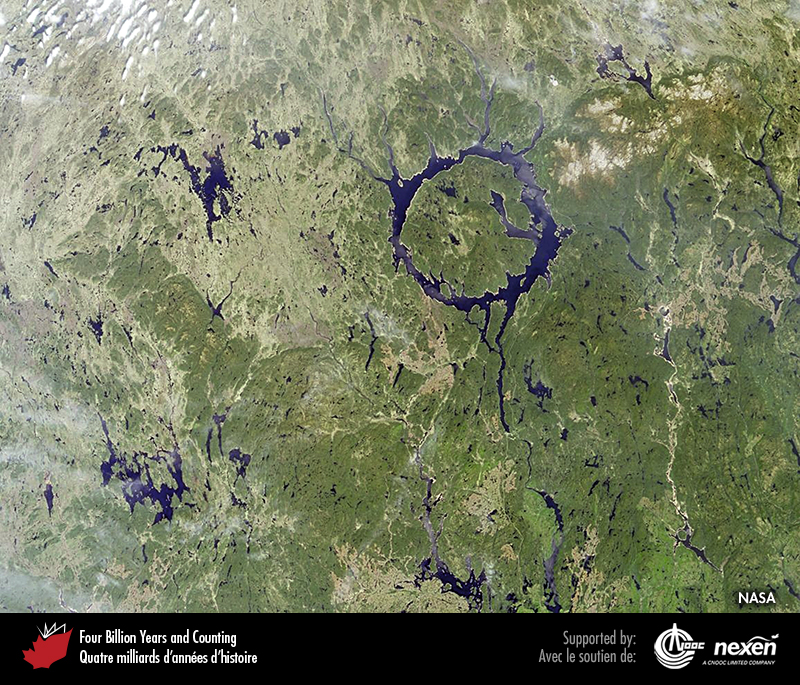 NASA
Four Billion Years and Counting
Quatre milliards d'années d'histoire
Supported by:
Avec le soutien de:
CNOOC
nexen
A CNOOC LIMITED COMPANY